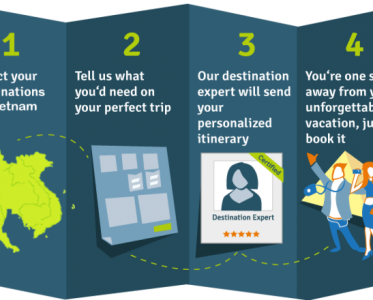 1
ct your
nations
etnam
2
Tell us what
you'd need on
your perfect trip
3
Our destination
expert will send
your
personalized
itinerary
Certified
Destination Expert
4
You're one s
away from y
unforgettab
vacation, ju
book it